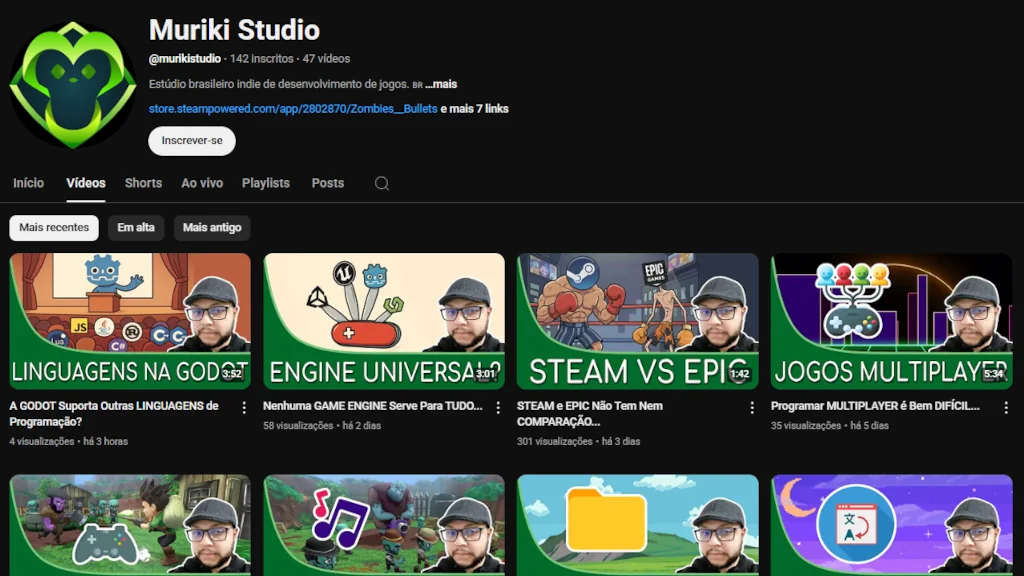 Muriki Studio
@murikistudio · 142 inscritos · 47 vídeos
Estúdio brasileiro indie de desenvolvimento de jogos. BR ...mais
store.steampowered.com/app/2802870/Zombies__Bullets e mais 7 links
Inscrever-se
Início Vídeos Shorts Ao vivo Playlists Posts
Mais recentes Em alta Mais antigo
JS
C#
LINGUAGENS NA GOD
3:52
ENGINE UNIVERSAL?
3:01
EPIC
GAMES
STEAM VS EPIC
1:42
JOGOS MULTIPLAYER
5:34
A GODOT Suporta Outras LINGUAGENS de
Programação?
4 visualizações • há 3 horas
Nenhuma GAME ENGINE Serve Para TUDO...
58 visualizações • há 2 dias
STEAM e EPIC Não Tem Nem
COMPARAÇÃO...
301 visualizações • há 3 dias
Programar MULTIPLAYER é Bem DIFÍCIL...
35 visualizações • há 5 dias
文
A